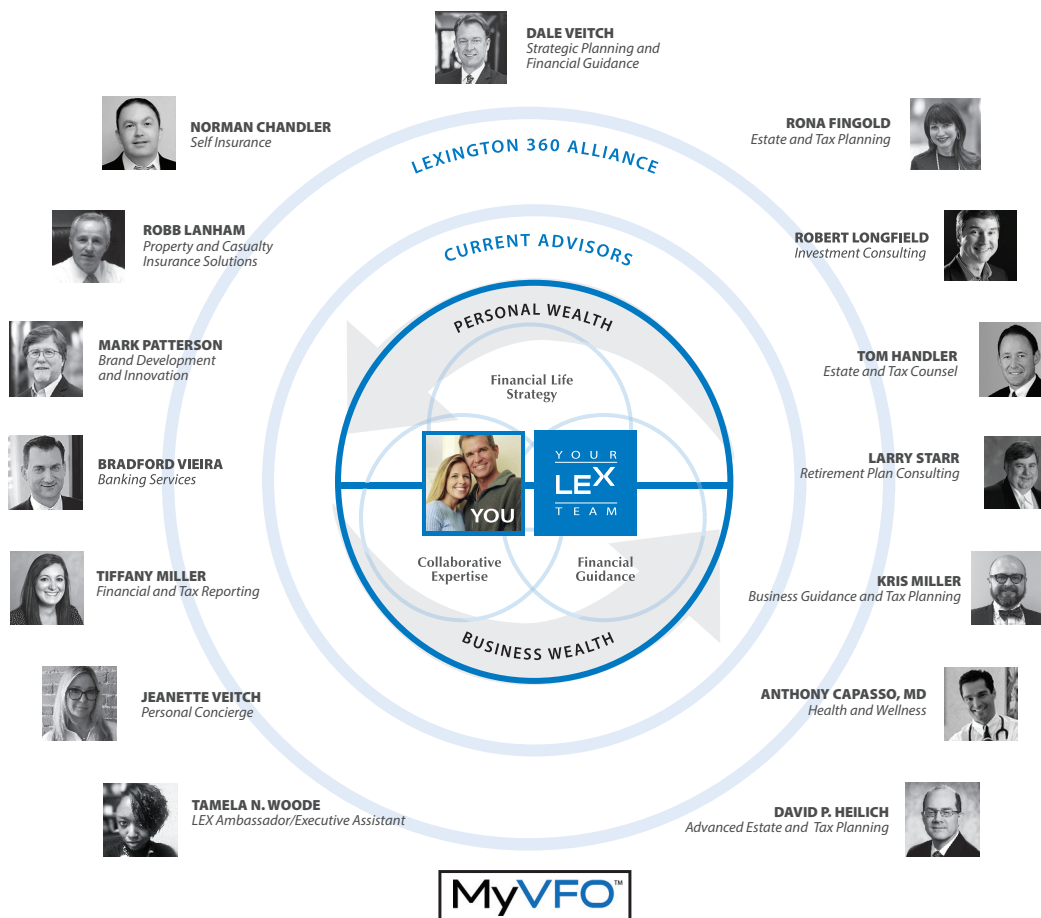 DALE VEITCH
Strategic Planning and
Financial Guidance
NORMAN CHANDLER
Self Insurance
RONA FINGOLD
Estate and Tax Planning
LEXINGTON 360 ALLIANCE
ROBB LANHAM
Property and Casualty
Insurance Solutions
ROBERT LONGFIELD
Investment Consulting
CURRENT ADVISORS
PERSONAL WEALTH
MARK PATTERSON
Brand Development
and Innovation
TOM HANDLER
Estate and Tax Counsel
Financial Life
Strategy
BRADFORD VIEIRA
Banking Services
YOU
YOUR
LEX
TEAM
LARRY STARR
Retirement Plan Consulting
Collaborative
Expertise
Financial
Guidance
TIFFANY MILLER
Financial and Tax Reporting
KRIS MILLER
Business Guidance and Tax Planning
BUSINESS WEALTH
JEANETTE VEITCH
Personal Concierge
ANTHONY CAPASSO, MD
Health and Wellness
TAMELA N. WOODE
LEX Ambassador/Executive Assistant
DAVID P. HEILICH
Advanced Estate and Tax Planning
MyVFO™